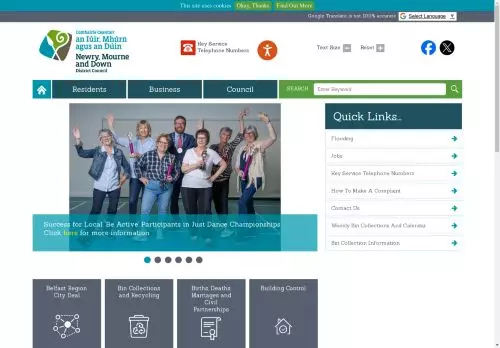 This site uses cookies Okay, Thanks Find Out More
Google Translate is not 100% accurate Select Language ▼
Comhairle Ceantair
an Iúir, Mhúrn
agus an Dúin
Newry, Mourne
and Down
District Council
Key Service
Telephone Numbers
Text Size
Reset
Residents
Business
Council
SEARCH
Enter Keyword
Success for Local 'Be Active' Participants in Just Dance Championships
Click here for more information
Quick Links...
Flooding
Jobs
Key Service Telephone Numbers
How To Make A Complaint
Contact Us
Weekly Bin Collections And Calendar
Bin Collection Information
Belfast Region
City Deal
Bin Collections
and Recycling
Births, Deaths,
Marriages and
Civil
Partnerships
Building Control